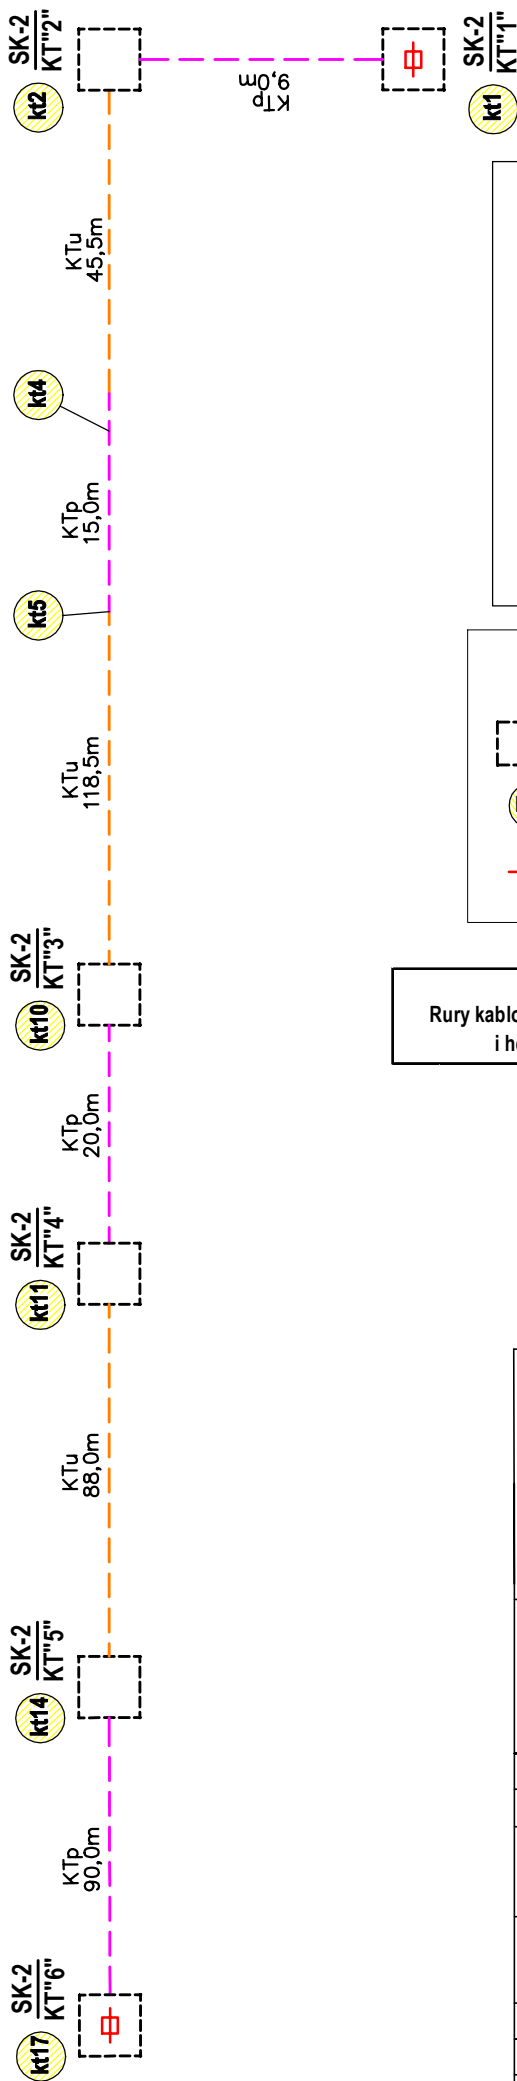 SK-2
KT"2"
kt2
KTp
9,0m
SK-2
KT"1"
kt1
KTu
45,5m
kt4
KTp
15,0m
kt5
KTu
118,5m
SK-2
KT"3"
kt10
Rury kablo
i h
KTp
20,0m
SK-2
KT"4"
kt11
KTu
88,0m
SK-2
KT"5"
kt14
KTp
90,0m
SK-2
KT"6"
kt17